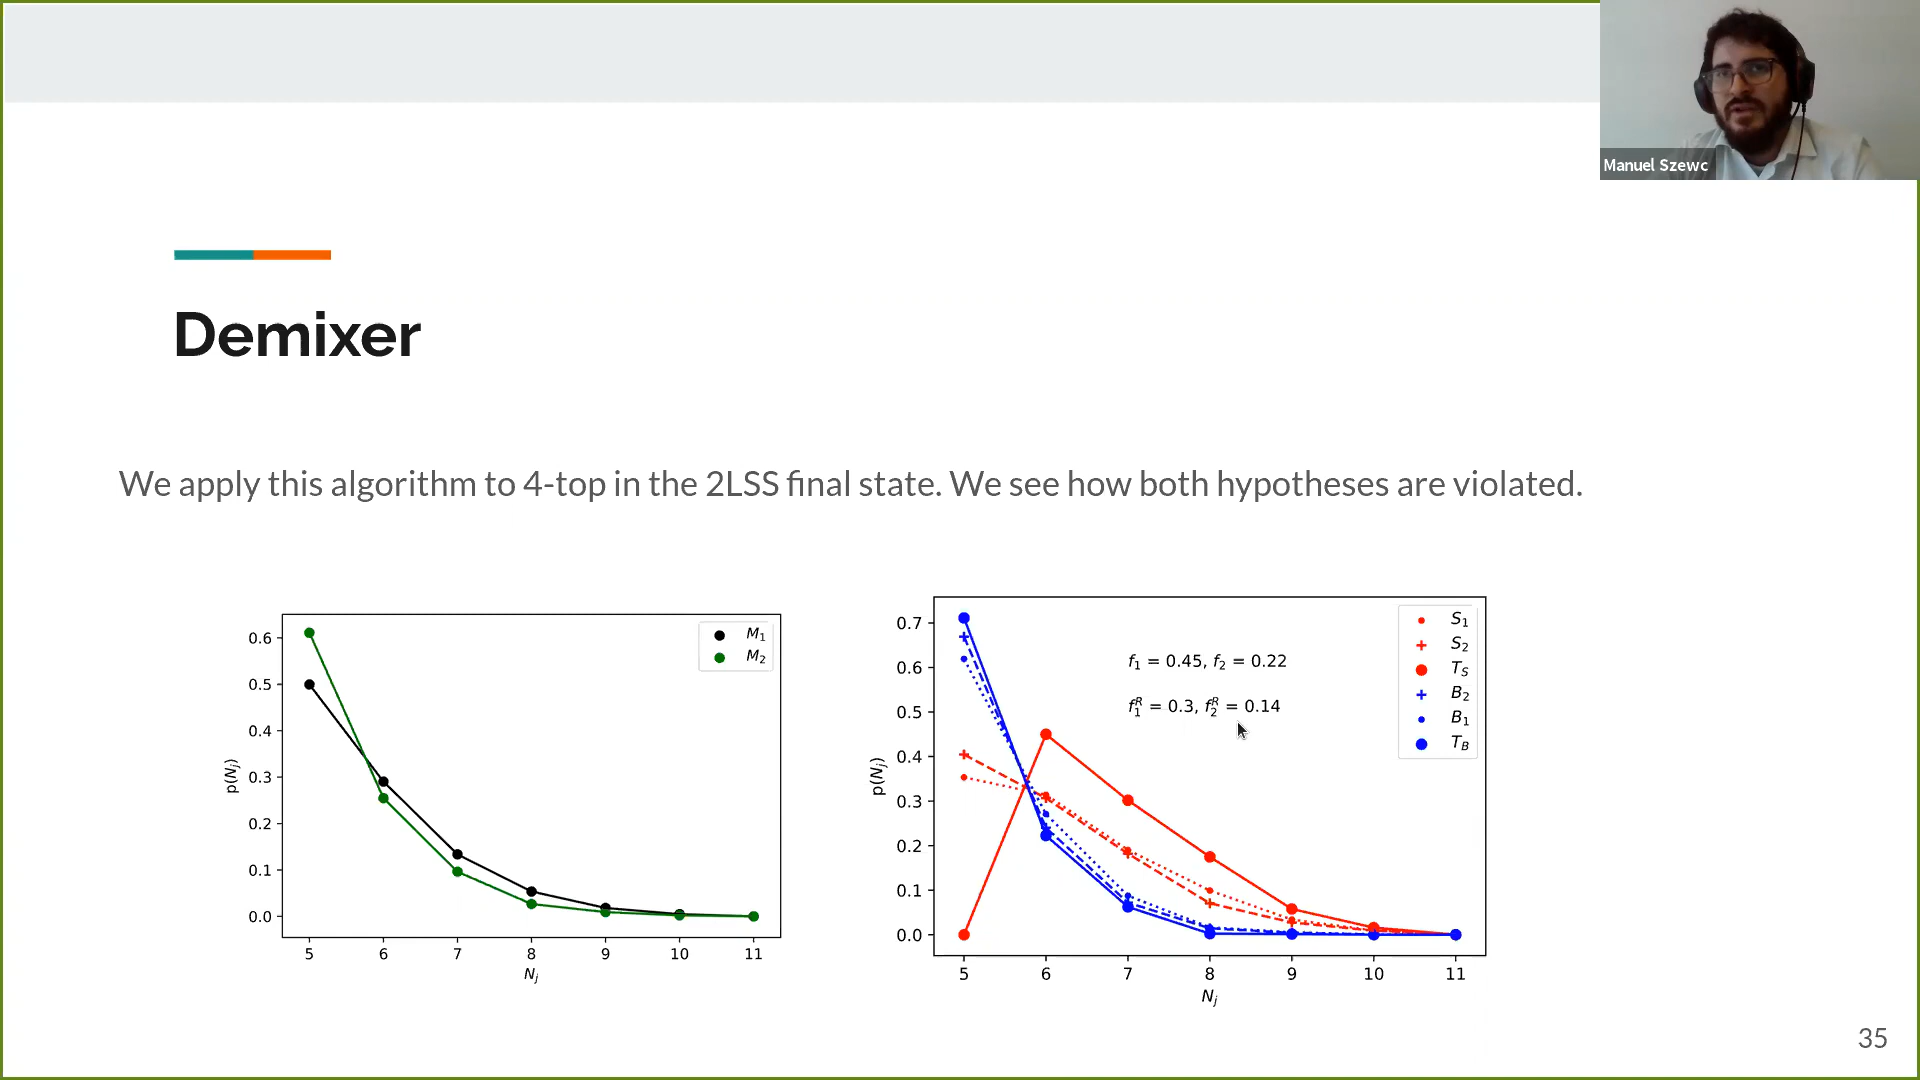 Manuel Szewc
Demixer
We apply this algorithm to 4-top in the 2LSS final state. We see how both hypotheses are violated.
M₁
M₂
0.6
0.5
0.4
0.3
0.2
0.1
0.0
p(Nⱼ)
5 6 7 8 9 10 11
Nⱼ
f₁ = 0.45, f₂ = 0.22
f₁ᴿ = 0.3, f₂ᴿ = 0.14
S₁
S₂
T_S
B₂
B₁
T_B
0.7
0.6
0.5
0.4
0.3
0.2
0.1
0.0
p(Nⱼ)
5 6 7 8 9 10 11
Nⱼ
35